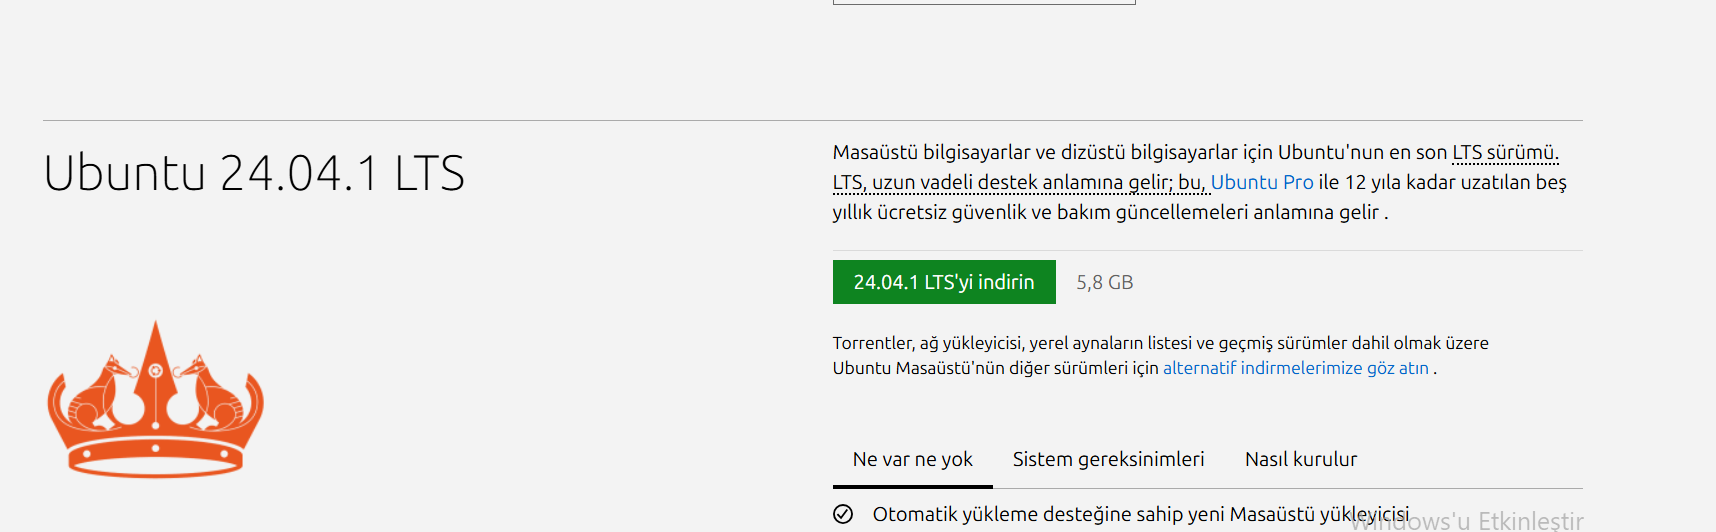 Ubuntu 24.04.1 LTS
Masaüstü bilgisayarlar ve dizüstü bilgisayarlar için Ubuntu'nun en son LTS sürümü.
LTS, uzun vadeli destek anlamına gelir; bu, Ubuntu Pro ile 12 yıla kadar uzatılan beş
yıllık ücretsiz güvenlik ve bakım güncellemeleri anlamına gelir .
24.04.1 LTS'yi indirin 5,8 GB
Torrentler, ağ yükleyicisi, yerel aynaların listesi ve geçmiş sürümler dahil olmak üzere
Ubuntu Masaüstü'nün diğer sürümleri için alternatif indirmelerimize göz atın .
Ne var ne yok Sistem gereksinimleri Nasıl kurulur
Otomatik yükleme desteğine sahip yeni Masaüstü yükleyicisi
Windows'u Etkinleştir